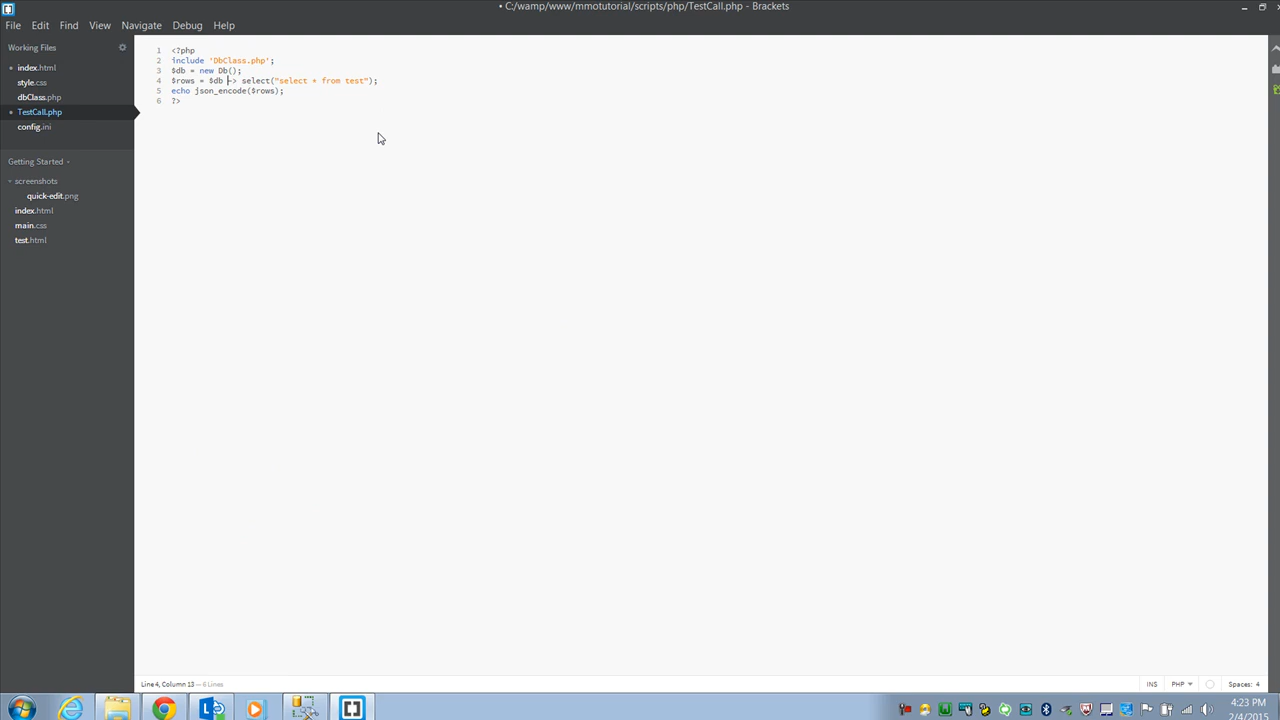 • C:/wamp/www/mmotutorial/scripts/php/TestCall.php - Brackets
File Edit Find View Navigate Debug Help
Working Files
index.html
style.css
dbClass.php
TestCall.php
config.ini
Getting Started
screenshots
quick-edit.png
index.html
main.css
test.html
1 <?php
2 include 'DbClass.php';
3 $db = new Db();
4 $rows = $db -> select("select * from test");
5 echo json_encode($rows);
6 ?>
Line 4, Column 13 — 6 Lines
INS PHP Spaces: 4
4:23 PM
2/4/2015